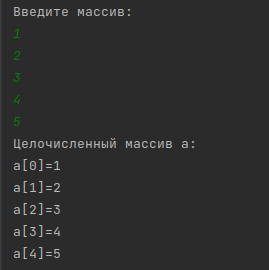 Введите массив:
1
2
3
4
5
Целочисленный массив a:
a[0]=1
a[1]=2
a[2]=3
a[3]=4
a[4]=5